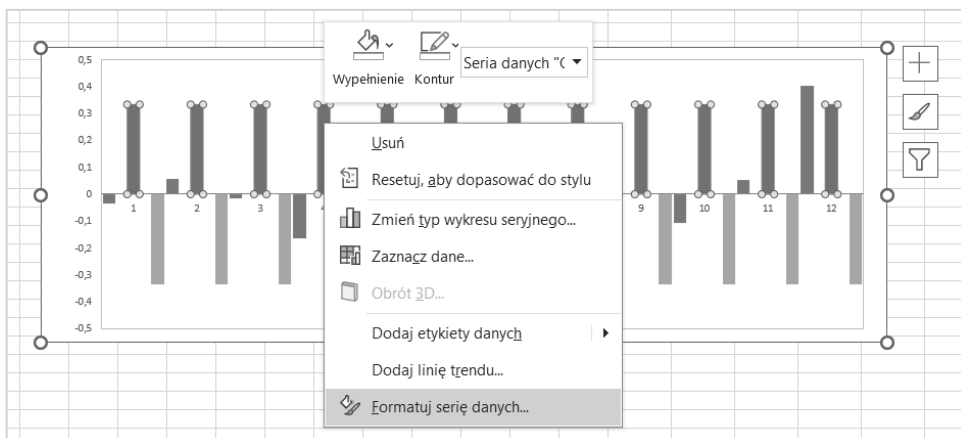 Wypełnienie Kontur
Seria danych "(
0,5
0,4
0,3
0,2
0,1
0
-0,1
-0,2
-0,3
-0,4
-0,5
1 2 3 4 9 10 11 12
Usuń
Resetuj, aby dopasować do stylu
Zmień typ wykresu seryjnego...
Zaznacz dane...
Obrót 3D...
Dodaj etykiety danych
Dodaj linię trendu...
Formatuj serię danych...